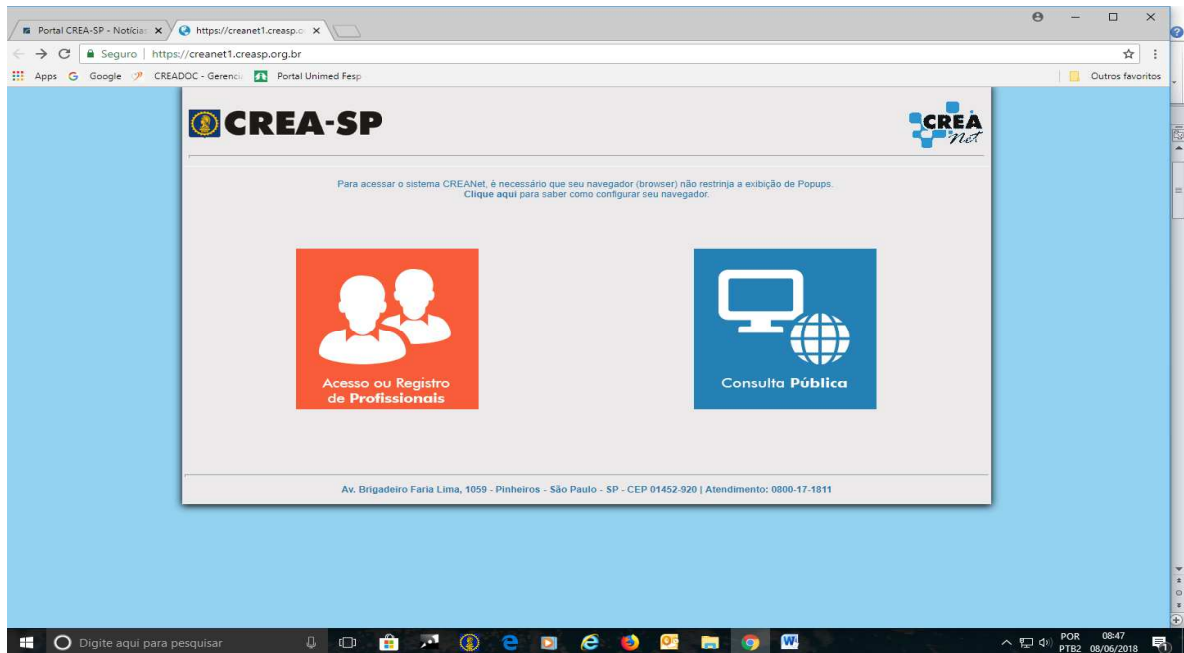 Portal CREA-SP - Notícia:
https://creanet1.creasp.o
Seguro | https://creanet1.creasp.org.br
Apps
Google
CREADOC - Gerenci
Portal Unimed Fesp
Outros favoritos
CREA-SP
CREA
Net
Para acessar o sistema CREANet, é necessário que seu navegador (browser) não restrinja a exibição de Popups.
Clique aqui para saber como configurar seu navegador.
Acesso ou Registro
de Profissionais
Consulta Pública
Av. Brigadeiro Faria Lima, 1059 - Pinheiros - São Paulo - SP - CEP 01452-920 | Atendimento: 0800-17-1811
Digite aqui para pesquisar
POR
PTB2
08:47
08/06/2018